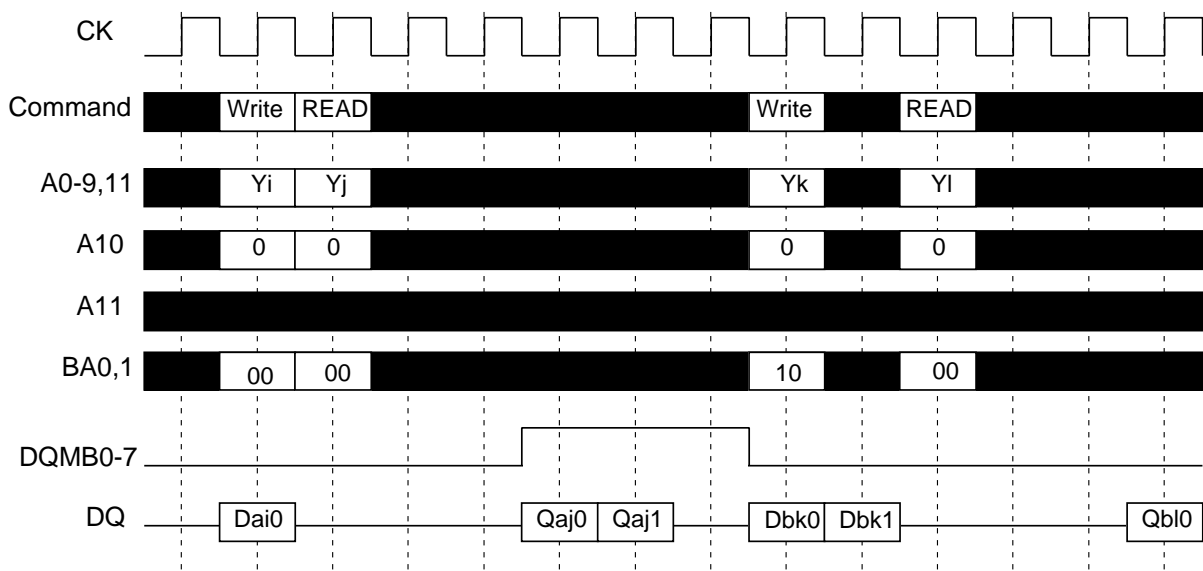 CK
Command Write READ Write READ
A0-9,11 Yi Yj Yk Yl
A10 0 0 0 0
A11
BA0,1 00 00 10 00
DQMB0-7
DQ Dai0 Qaj0 Qaj1 Dbk0 Dbk1 Qbl0